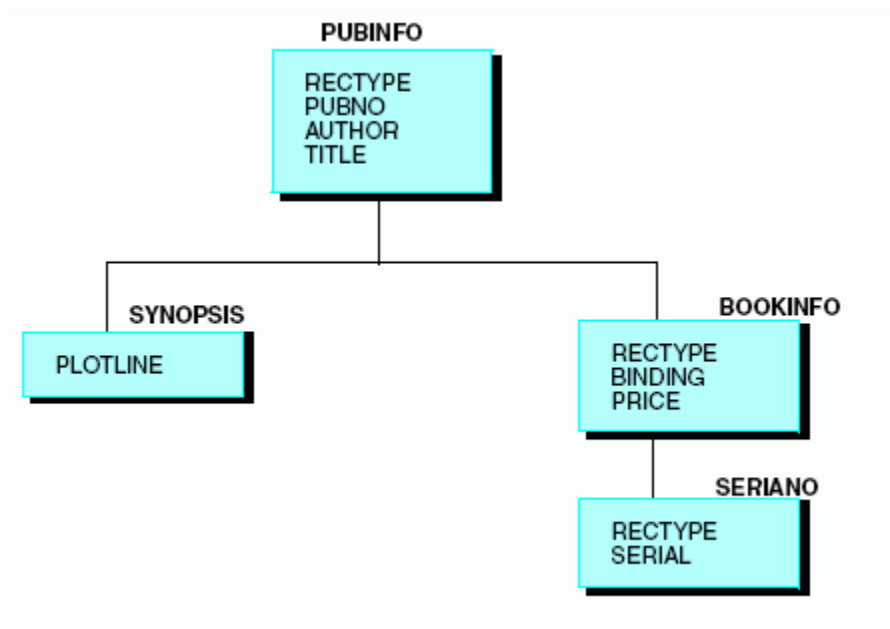 PUBINFO
RECTYPE
PUBNO
AUTHOR
TITLE
SYNOPSIS
PLOTLINE
BOOKINFO
RECTYPE
BINDING
PRICE
SERIANO
RECTYPE
SERIAL